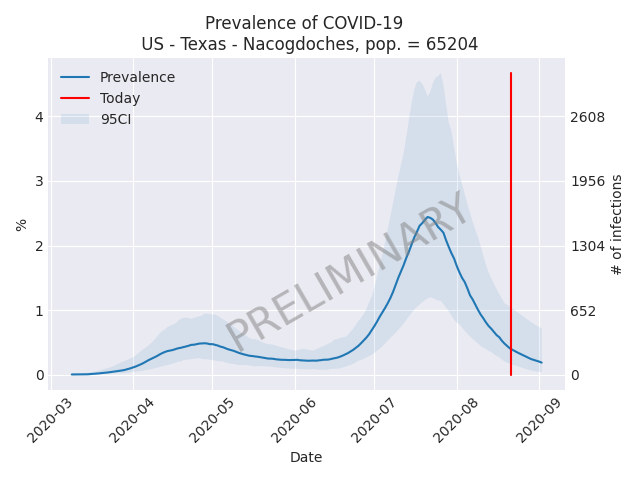 Prevalence of COVID-19
US - Texas - Nacogdoches, pop. = 65204
Prevalence
Today
95CI
%
4
3
2
1
0
2608
1956
1304
652
0
# of infections
PRELIMINARY
2020-03
2020-04
2020-05
2020-06
2020-07
2020-08
2020-09
Date